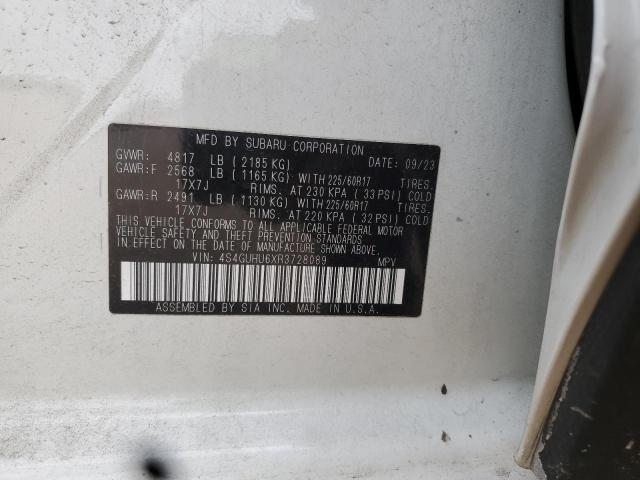 MFD BY SUBARU CORPORATION
GVWR: 4817 LB (2185 KG) DATE: 09/23
GAWR:F 2568 LB (1165 KG) WITH 225/60R17 TIRES.
17X7J RIMS. AT 230 KPA (33 PSI) COLD
GAWR:R 2491 LB (1130 KG) WITH 225/60R17 TIRES.
17X7J RIMS. AT 220 KPA (32 PSI) COLD
THIS VEHICLE CONFORMS TO ALL APPLICABLE FEDERAL MOTOR
VEHICLE SAFETY AND THEFT PREVENTION STANDARDS
IN EFFECT ON THE DATE OF MANUFACTURE SHOWN ABOVE.
VIN: 4S4GUHU6XR3728089 MPV
ASSEMBLED BY SIA INC. MADE IN U.S.A.